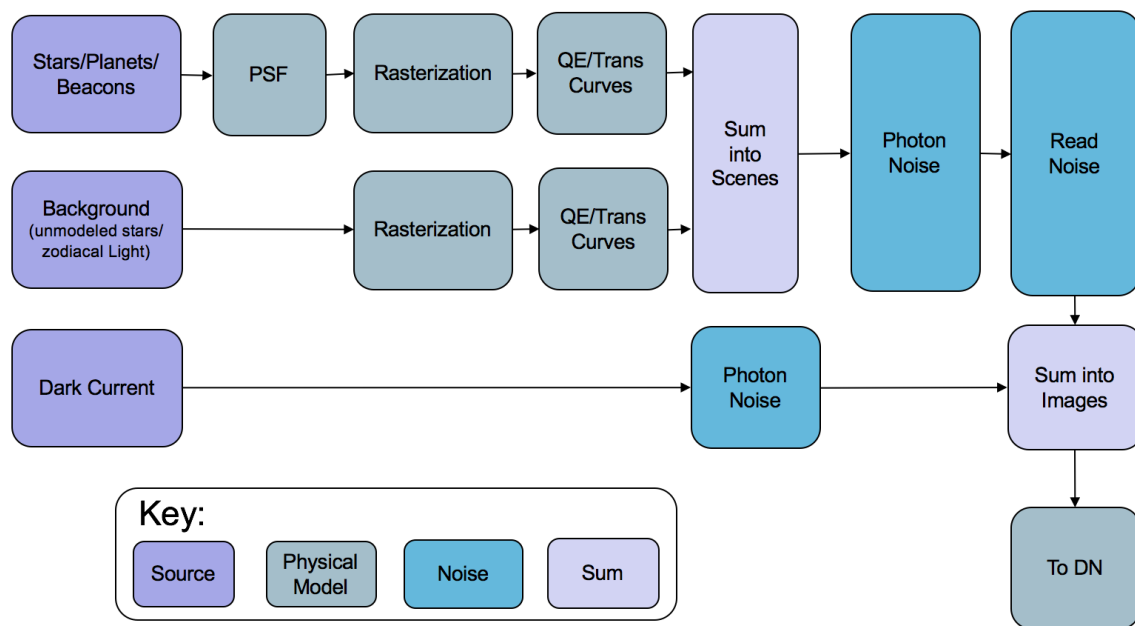 Stars/Planets/
Beacons
PSF
Rasterization
QE/Trans
Curves
Sum
into
Scenes
Photon
Noise
Read
Noise
Background
(unmodeled stars/
zodiacal Light)
Rasterization
QE/Trans
Curves
Dark Current
Photon
Noise
Sum into
Images
Key:
Source
Physical
Model
Noise
Sum
To DN